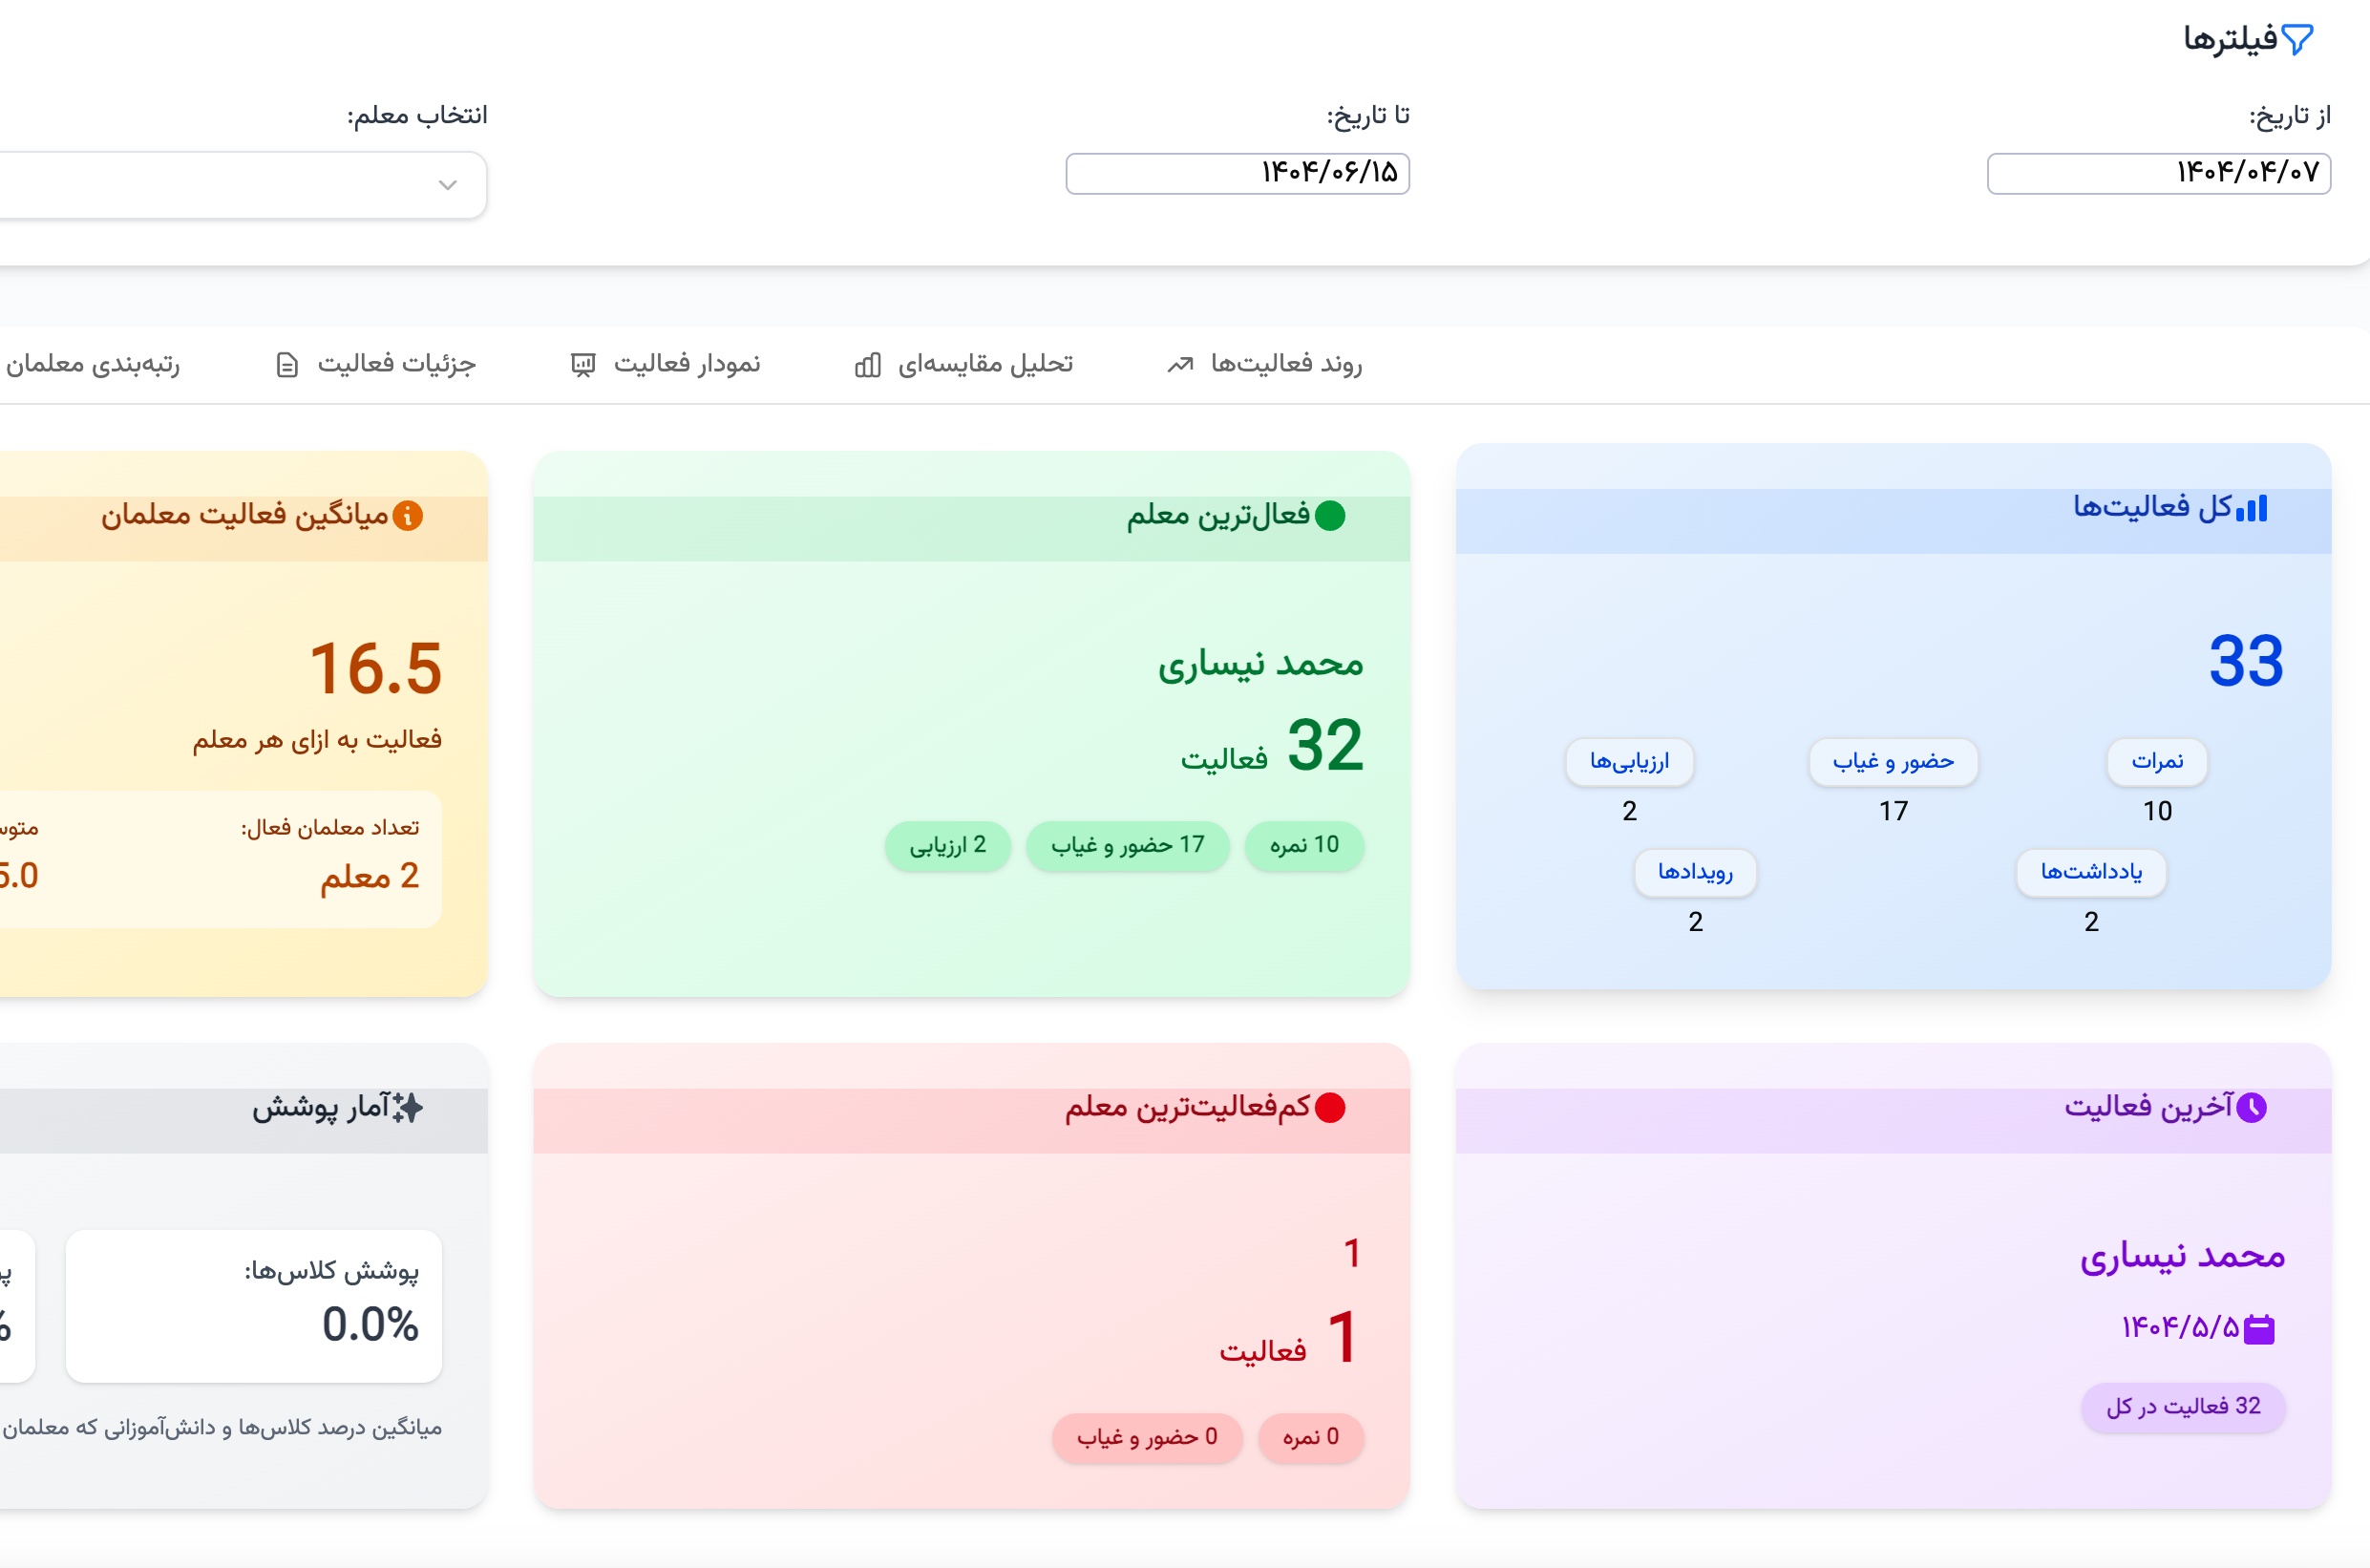 فیلترها
از تاریخ:
تا تاریخ:
انتخاب معلم:
۱۴۰۴/۰۴/۰۷
۱۴۰۴/۰۶/۱۵
روند فعالیت‌ها
تحلیل مقایسه‌ای
نمودار فعالیت
جزئیات فعالیت
رتبه‌بندی معلمان
کل فعالیت‌ها
33
نمرات
10
حضور و غیاب
17
ارزیابی‌ها
2
یادداشت‌ها
2
رویدادها
2
فعال‌ترین معلم
محمد نیساری
32 فعالیت
10 نمره
17 حضور و غیاب
2 ارزیابی
میانگین فعالیت معلمان
16.5
فعالیت به ازای هر معلم
تعداد معلمان فعال:
2 معلم
5.0
آخرین فعالیت
محمد نیساری
۱۴۰۴/۵/۵
32 فعالیت در کل
کم‌فعالیت‌ترین معلم
1
1 فعالیت
0 نمره
0 حضور و غیاب
آمار پوشش
پوشش کلاس‌ها:
0.0%
%
میانگین درصد کلاس‌ها و دانش‌آموزانی که معلمان